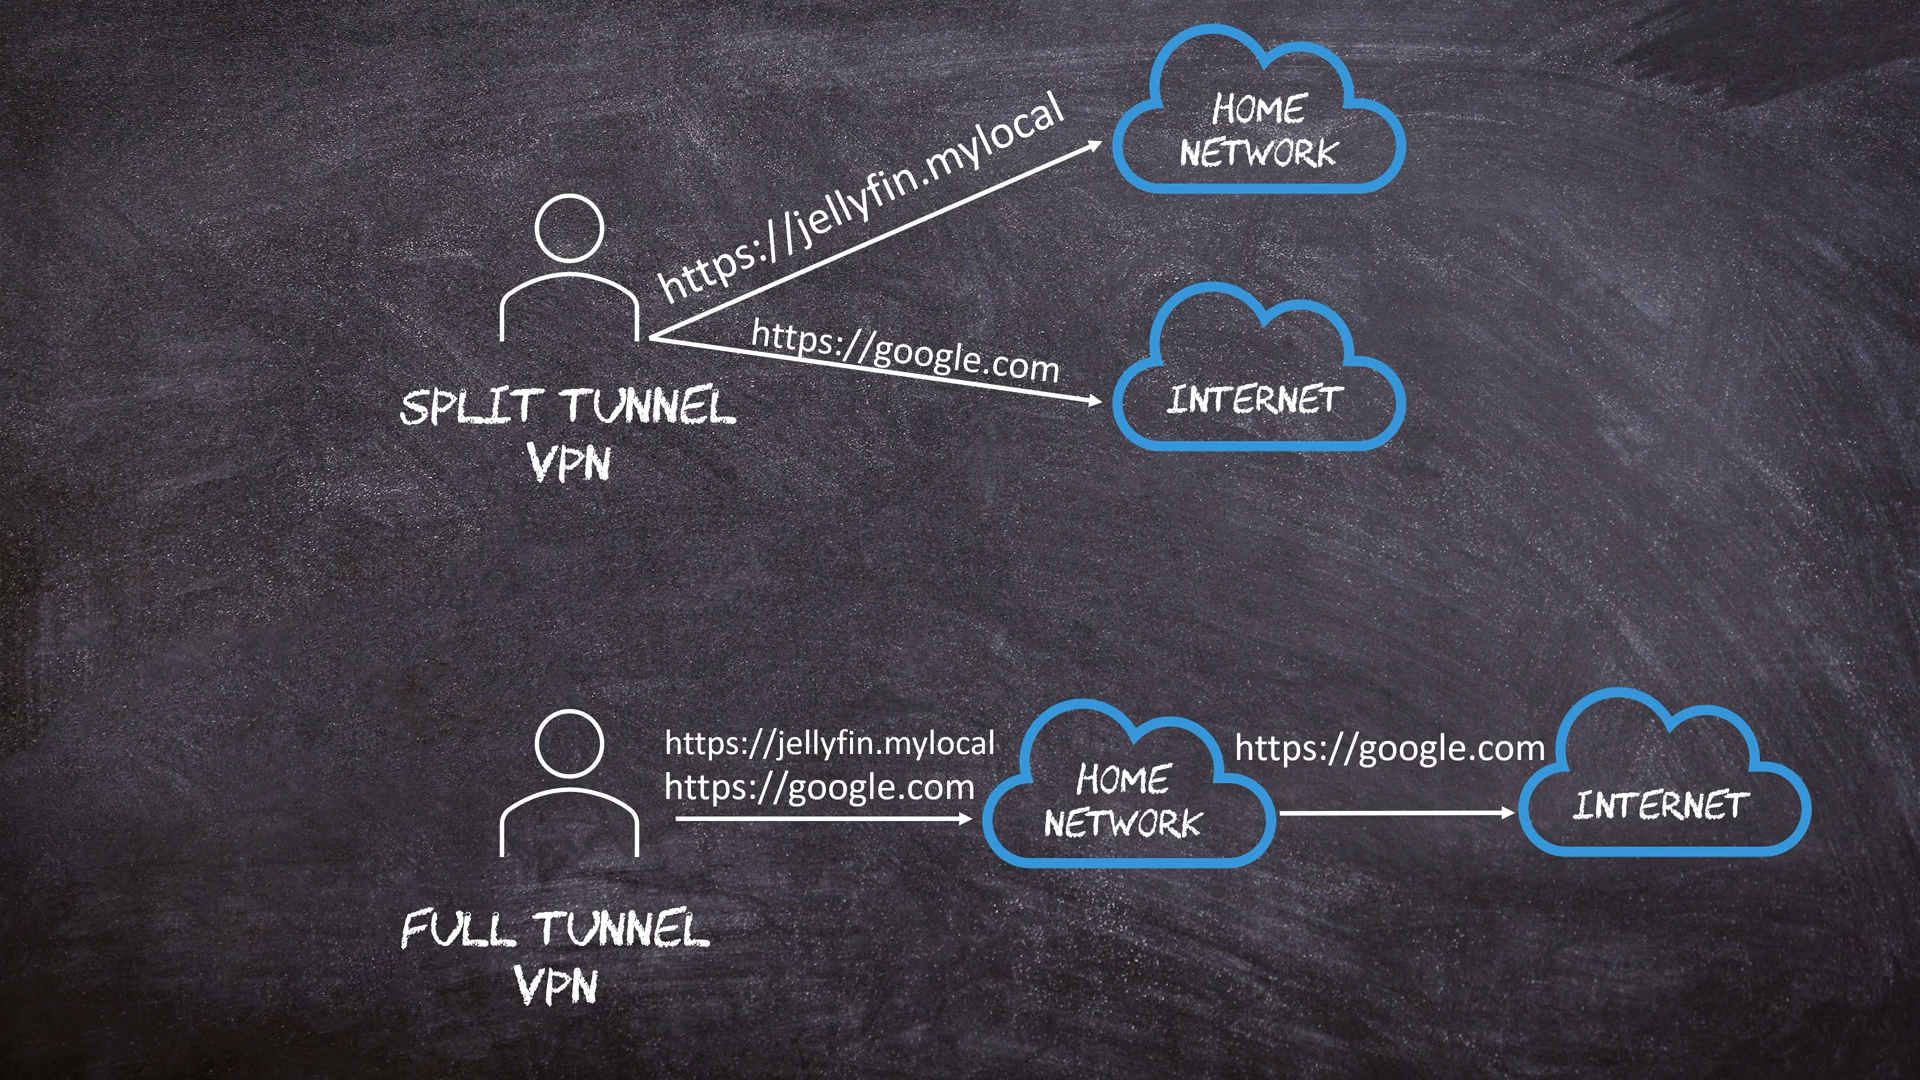 HOME
NETWORK
https://jellyfin.mylocal
https://google.com
INTERNET
SPLIT TUNNEL
VPN
https://jellyfin.mylocal
https://google.com
HOME
NETWORK
https://google.com
INTERNET
FULL TUNNEL
VPN